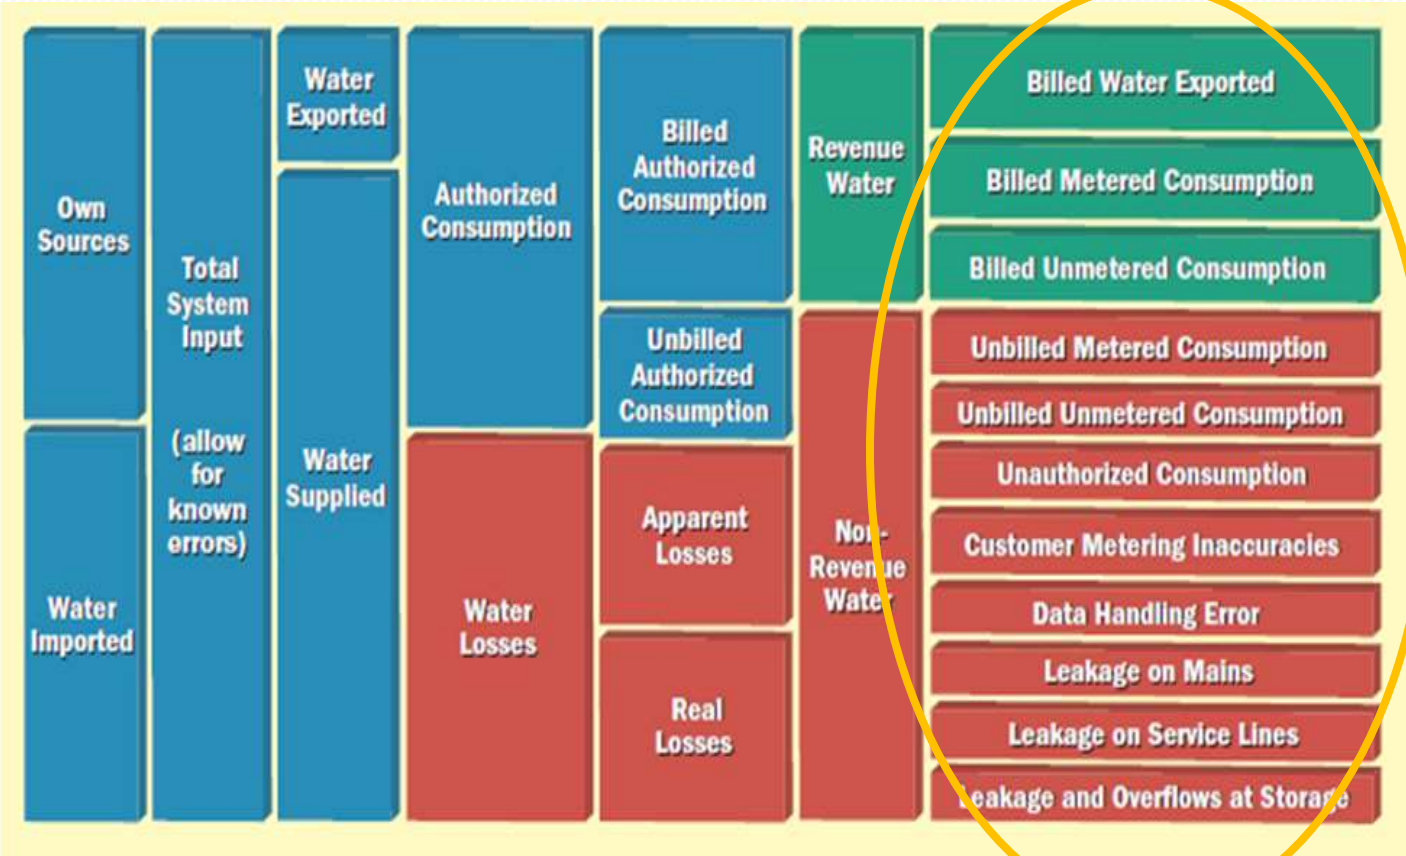 Own
Sources
Water
Imported
Total
System
Input
(allow
for
known
errors)
Water
Exported
Water
Supplied
Authorized
Consumption
Water
Losses
Billed
Authorized
Consumption
Unbilled
Authorized
Consumption
Apparent
Losses
Real
Losses
Revenue
Water
Non-
Revenue
Water
Billed Water Exported
Billed Metered Consumption
Billed Unmetered Consumption
Unbilled Metered Consumption
Unbilled Unmetered Consumption
Unauthorized Consumption
Customer Metering Inaccuracies
Data Handling Error
Leakage on Mains
Leakage on Service Lines
Leakage and Overflows at Storage